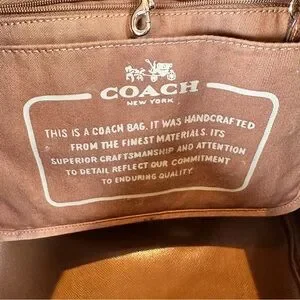 COACH
NEW YORK
THIS IS A COACH BAG. IT WAS HANDCRAFTED
FROM THE FINEST MATERIALS. ITS
SUPERIOR CRAFTSMANSHIP AND ATTENTION
TO DETAIL REFLECT OUR COMMITMENT
TO ENDURING QUALITY.